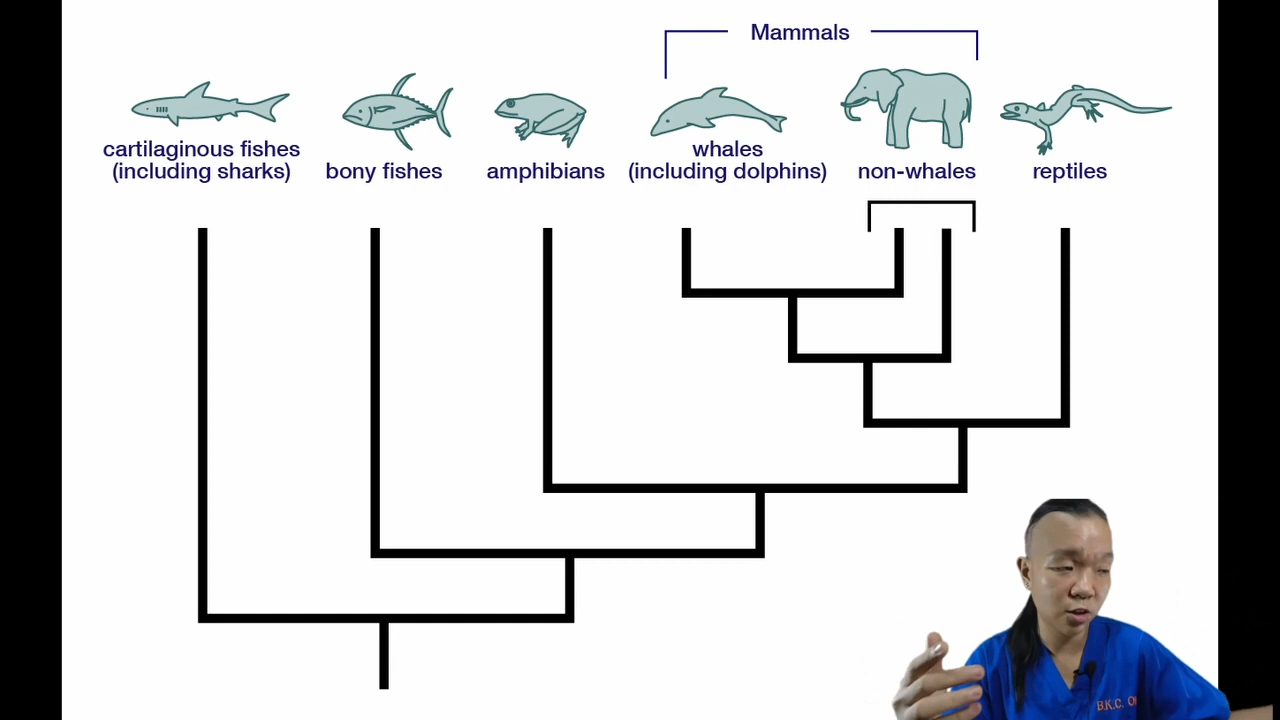 Mammals
cartilaginous fishes
(including sharks)
bony fishes
amphibians
whales
(including dolphins)
non-whales
reptiles
B.K.C.